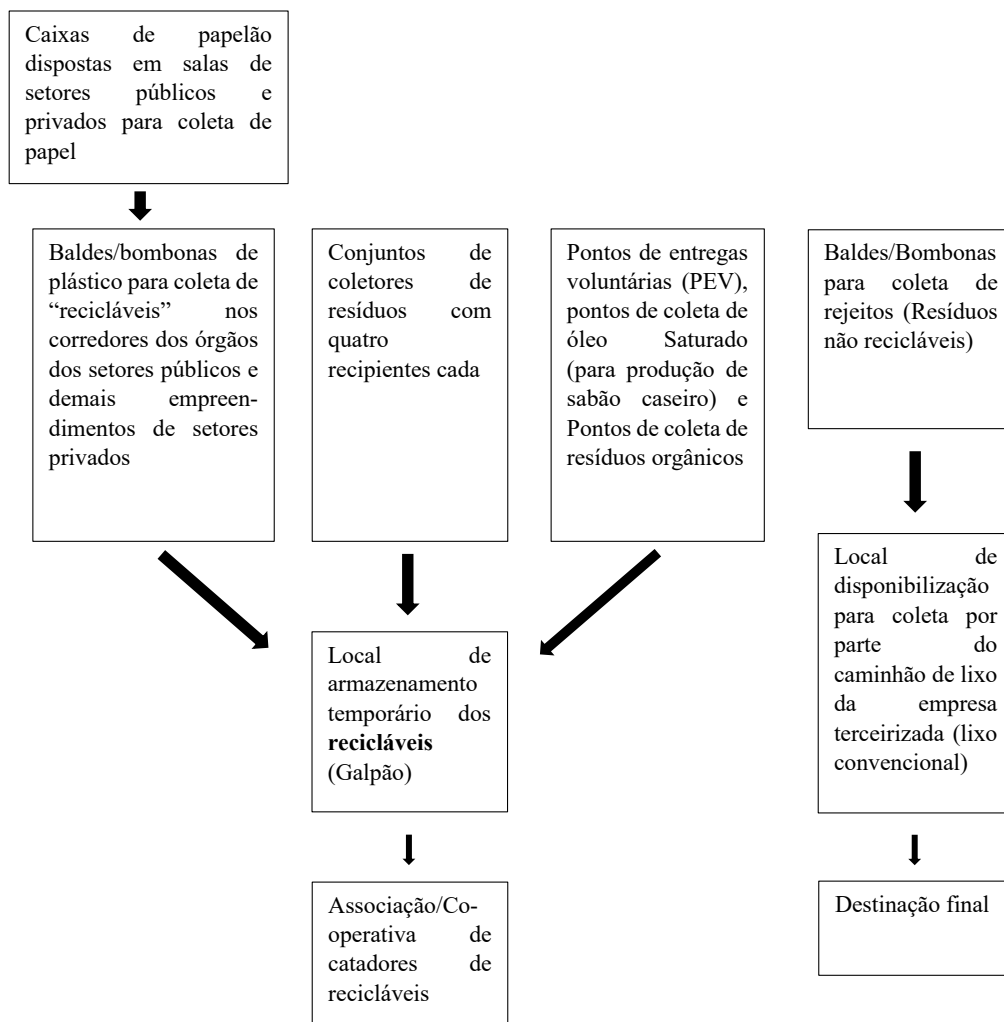 Caixas de papelão
dispostas em salas de
setores públicos e
privados para coleta de
papel
Baldes/bombonas de
plástico para coleta de
“recicláveis” nos
corredores dos órgãos
dos setores públicos e
demais empreen-
dimentos de setores
privados
Conjuntos de
coletores de
resíduos com
quatro
recipientes cada
Pontos de entregas
voluntárias (PEV),
pontos de coleta de
óleo Saturado
(para produção de
sabão caseiro) e
Pontos de coleta de
resíduos orgânicos
Baldes/Bombonas
para coleta de
rejeitos (Resíduos
não recicláveis)
Local de
armazenamento
temporário dos
recicláveis
(Galpão)
Local de
disponibilização
para coleta por
parte do
caminhão de lixo
da empresa
terceirizada (lixo
convencional)
Associação/Co-
operativa de
catadores de
recicláveis
Destinação final